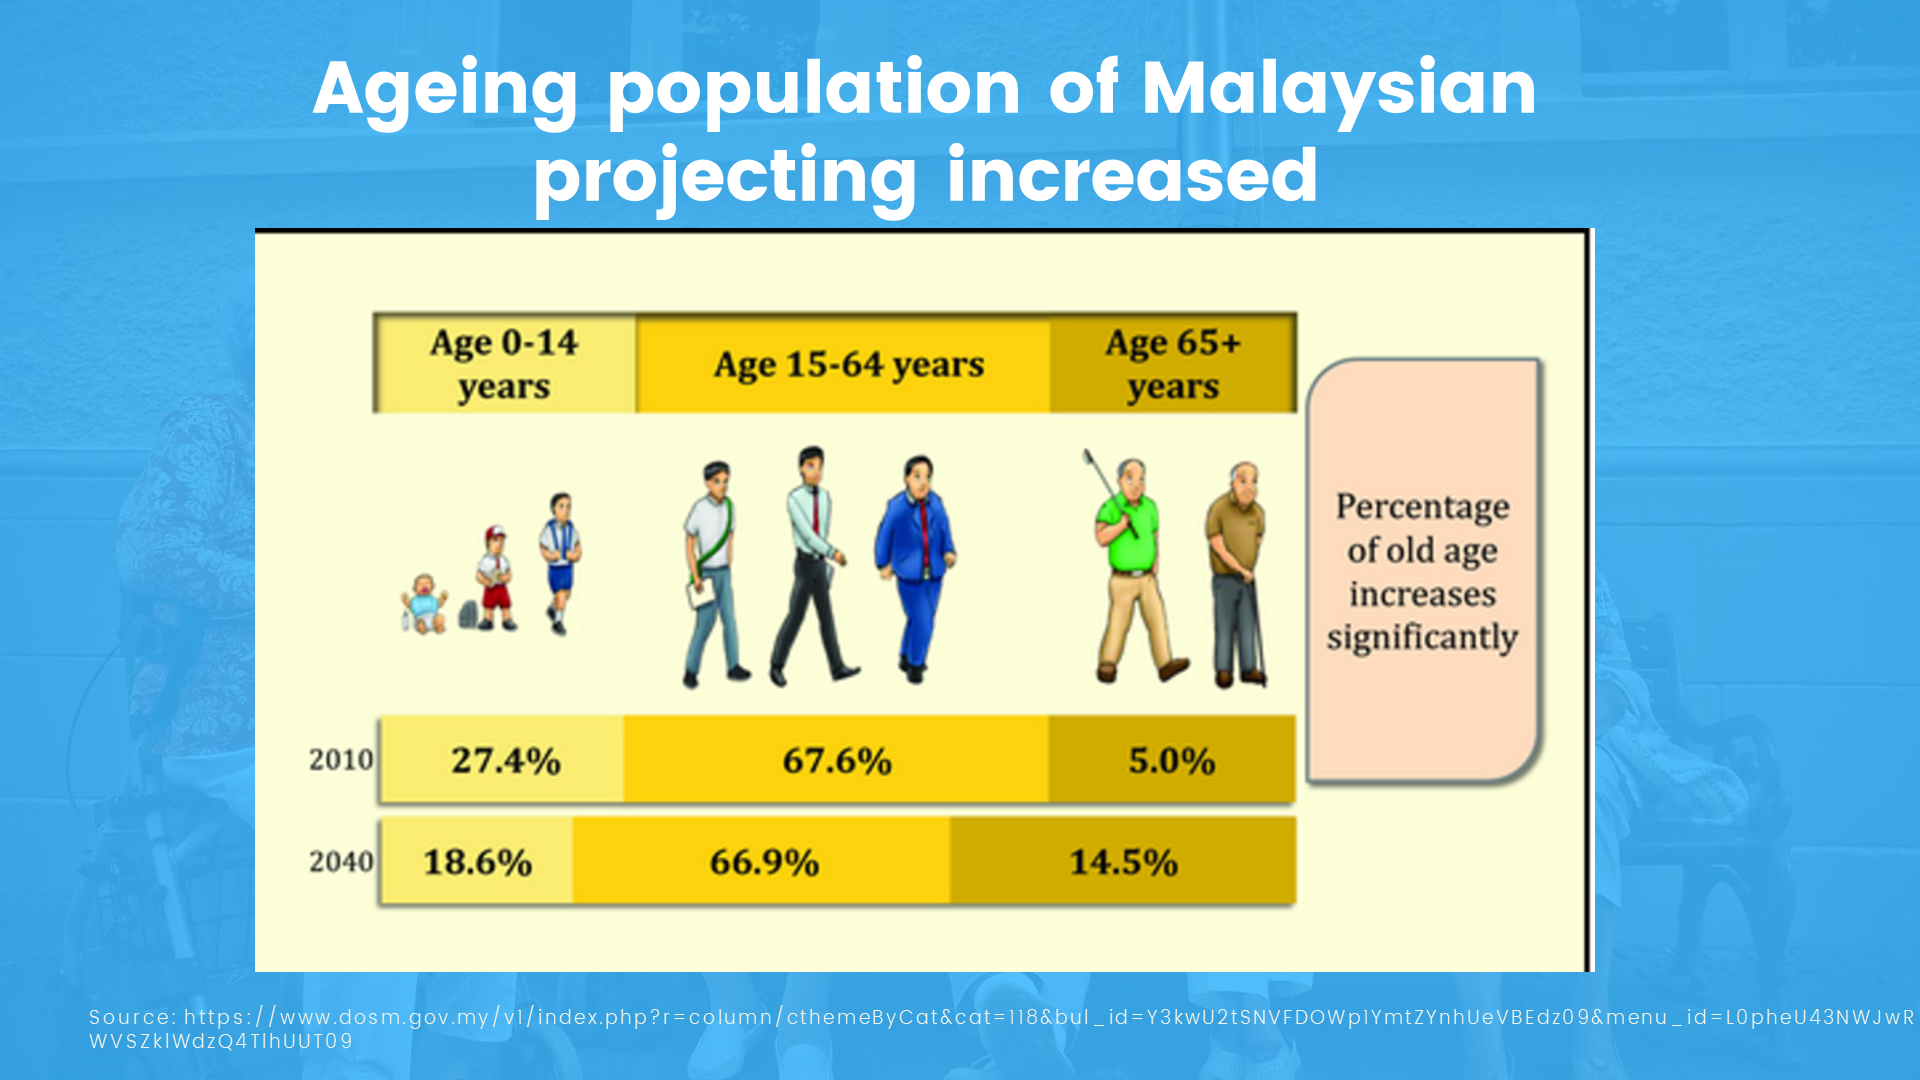 Ageing population of Malaysian
projecting increased
Age 0-14
years
Age 15-64 years
Age 65+
years
Percentage
of old age
increases
significantly
2010 27.4% 67.6% 5.0%
2040 18.6% 66.9% 14.5%
Source: https://www.dosm.gov.my/v1/index.php?r=column/cthemeByCat&cat=118&bul_id=Y3kwU2tSNVFDOWp1YmtZYnhUeVBEdz09&menu_id=L0pheU43NWJwR
WVSZklWdzQ4TlhUUT09